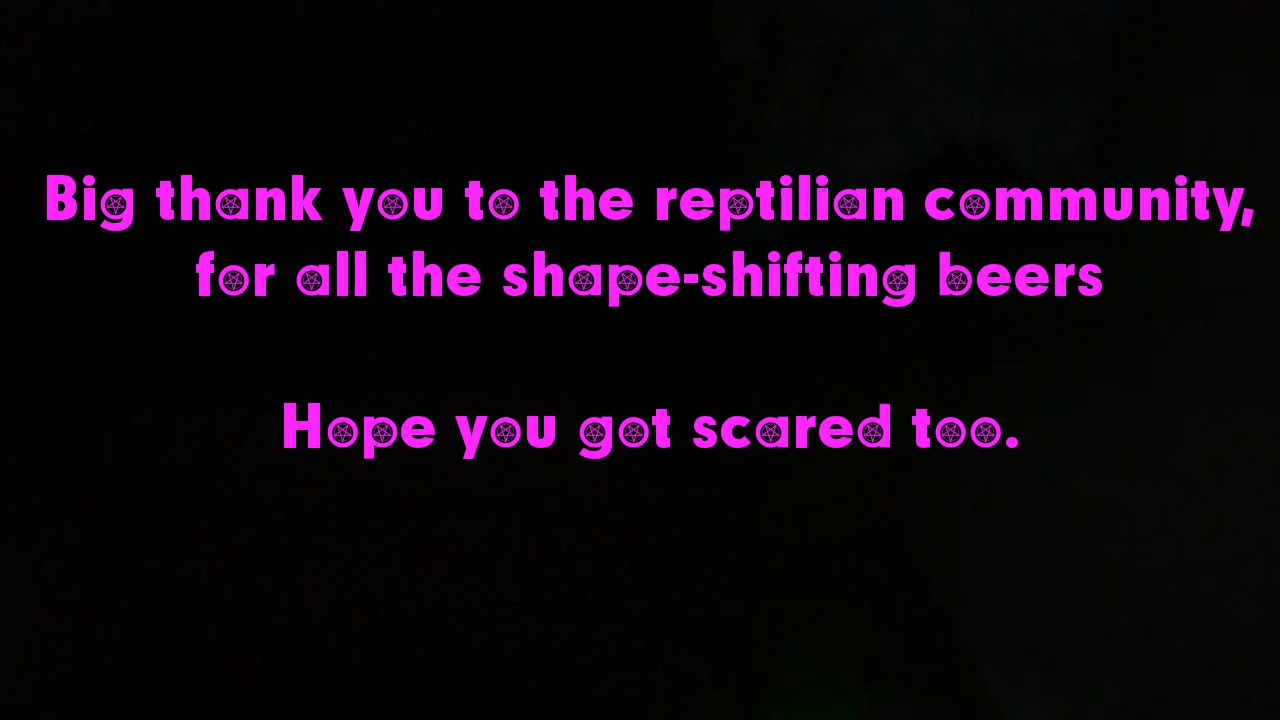 Big thank you to the reptilian community,
for all the shape-shifting beers
Hope you got scared too.